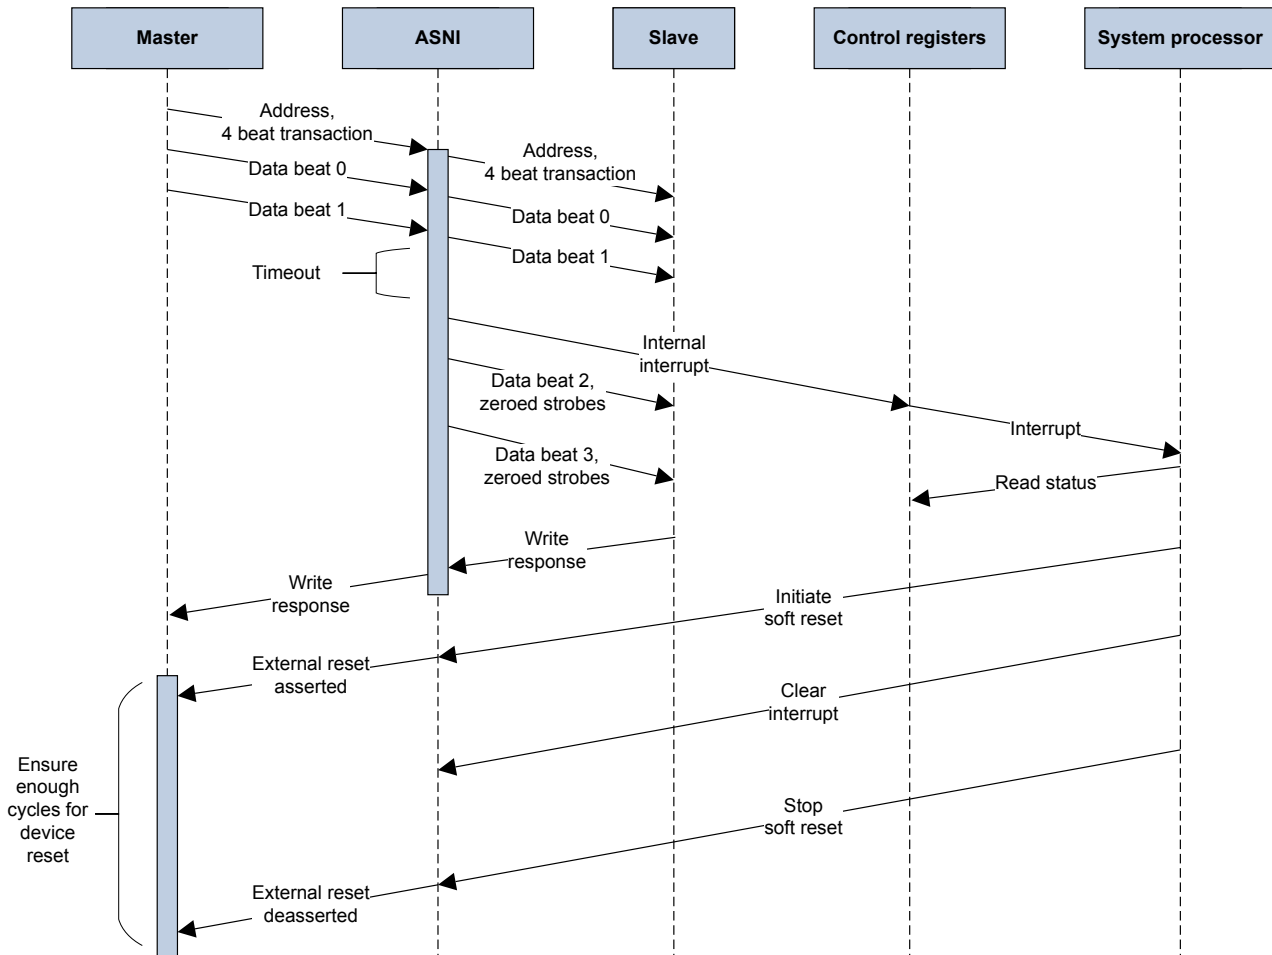 Master
ASNI
Slave
Control registers
System processor
Address,
4 beat transaction
Address,
4 beat transaction
Data beat 0
Data beat 0
Data beat 1
Data beat 1
Timeout
Internal
interrupt
Data beat 2,
zeroed strobes
Interrupt
Data beat 3,
zeroed strobes
Read status
Write
response
Write
response
Initiate
soft reset
External reset
asserted
Clear
interrupt
Ensure
enough
cycles for
device
reset
Stop
soft reset
External reset
deasserted